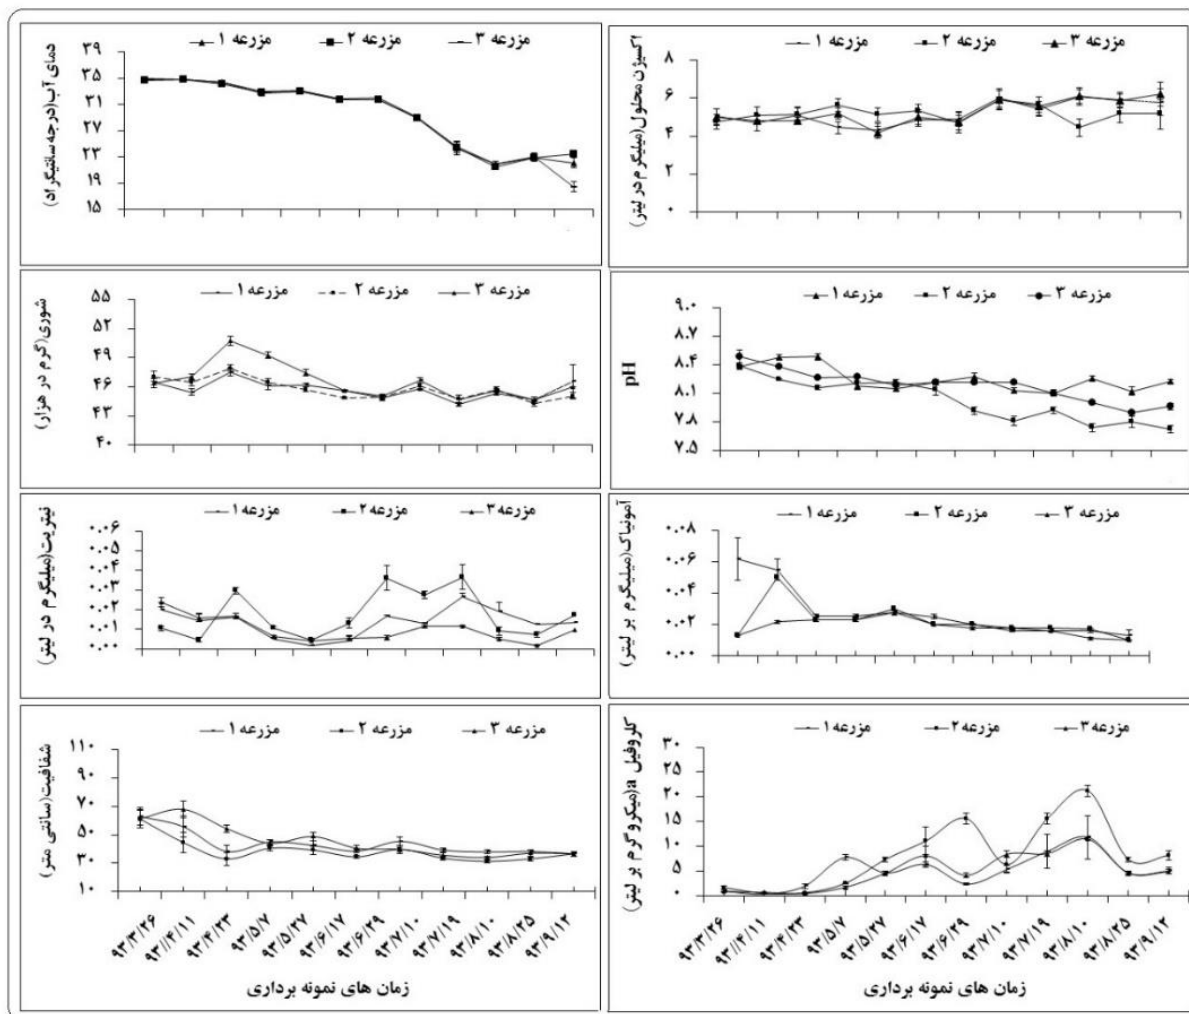 مزرعه ۱ مزرعه ۲ مزرعه ۳
دمای آب(درجه سانتیگراد)
۳۹
۳۵
۳۱
۲۷
۲۳
۱۹
۱۵
مزرعه ۱ مزرعه ۲ مزرعه ۳
اکسیژن محلول(میلیگرم در لیتر)
۸
۶
۴
۲
۰
مزرعه ۱ مزرعه ۲ مزرعه ۳
شوری(گرم در هزار)
۵۵
۵۲
۴۹
۴۶
۴۳
۴۰
مزرعه ۱ مزرعه ۲ مزرعه ۳
pH
۹.۰
۸.۷
۸.۴
۸.۱
۷.۸
۷.۵
مزرعه ۱ مزرعه ۲ مزرعه ۳
نیتریت(میلیگرم در لیتر)
۰.۰۶
۰.۰۵
۰.۰۴
۰.۰۳
۰.۰۲
۰.۰۱
۰.۰۰
مزرعه ۱ مزرعه ۲ مزرعه ۳
آمونیاک(میلیگرم بر لیتر)
۰.۰۸
۰.۰۶
۰.۰۴
۰.۰۲
۰.۰۰
مزرعه ۱ مزرعه ۲ مزرعه ۳
شفافیت(سانتی متر)
۱۱۰
۹۰
۷۰
۵۰
۳۰
۱۰
۹۳/۳/۲۶ ۹۳//۴/۱۱ ۹۳/۴/۲۳ ۹۳/۵/۷ ۹۳/۵/۲۷ ۹۳/۶/۱۷ ۹۳/۶/۲۹ ۹۳/۷/۱۰ ۹۳/۷/۱۹ ۹۳/۸/۱۰ ۹۳/۸/۲۵ ۹۳/۹/۱۲
زمان های نمونه برداری
مزرعه ۱ مزرعه ۲ مزرعه ۳
کلروفیل a(میکروگرم بر لیتر)
۳۰
۲۵
۲۰
۱۵
۱۰
۵
۰
۹۳/۳/۲۶ ۹۳//۴/۱۱ ۹۳/۴/۲۳ ۹۳/۵/۷ ۹۳/۵/۲۷ ۹۳/۶/۱۷ ۹۳/۶/۲۹ ۹۳/۷/۱۰ ۹۳/۷/۱۹ ۹۳/۸/۱۰ ۹۳/۸/۲۵ ۹۳/۹/۱۲
زمان های نمونه برداری